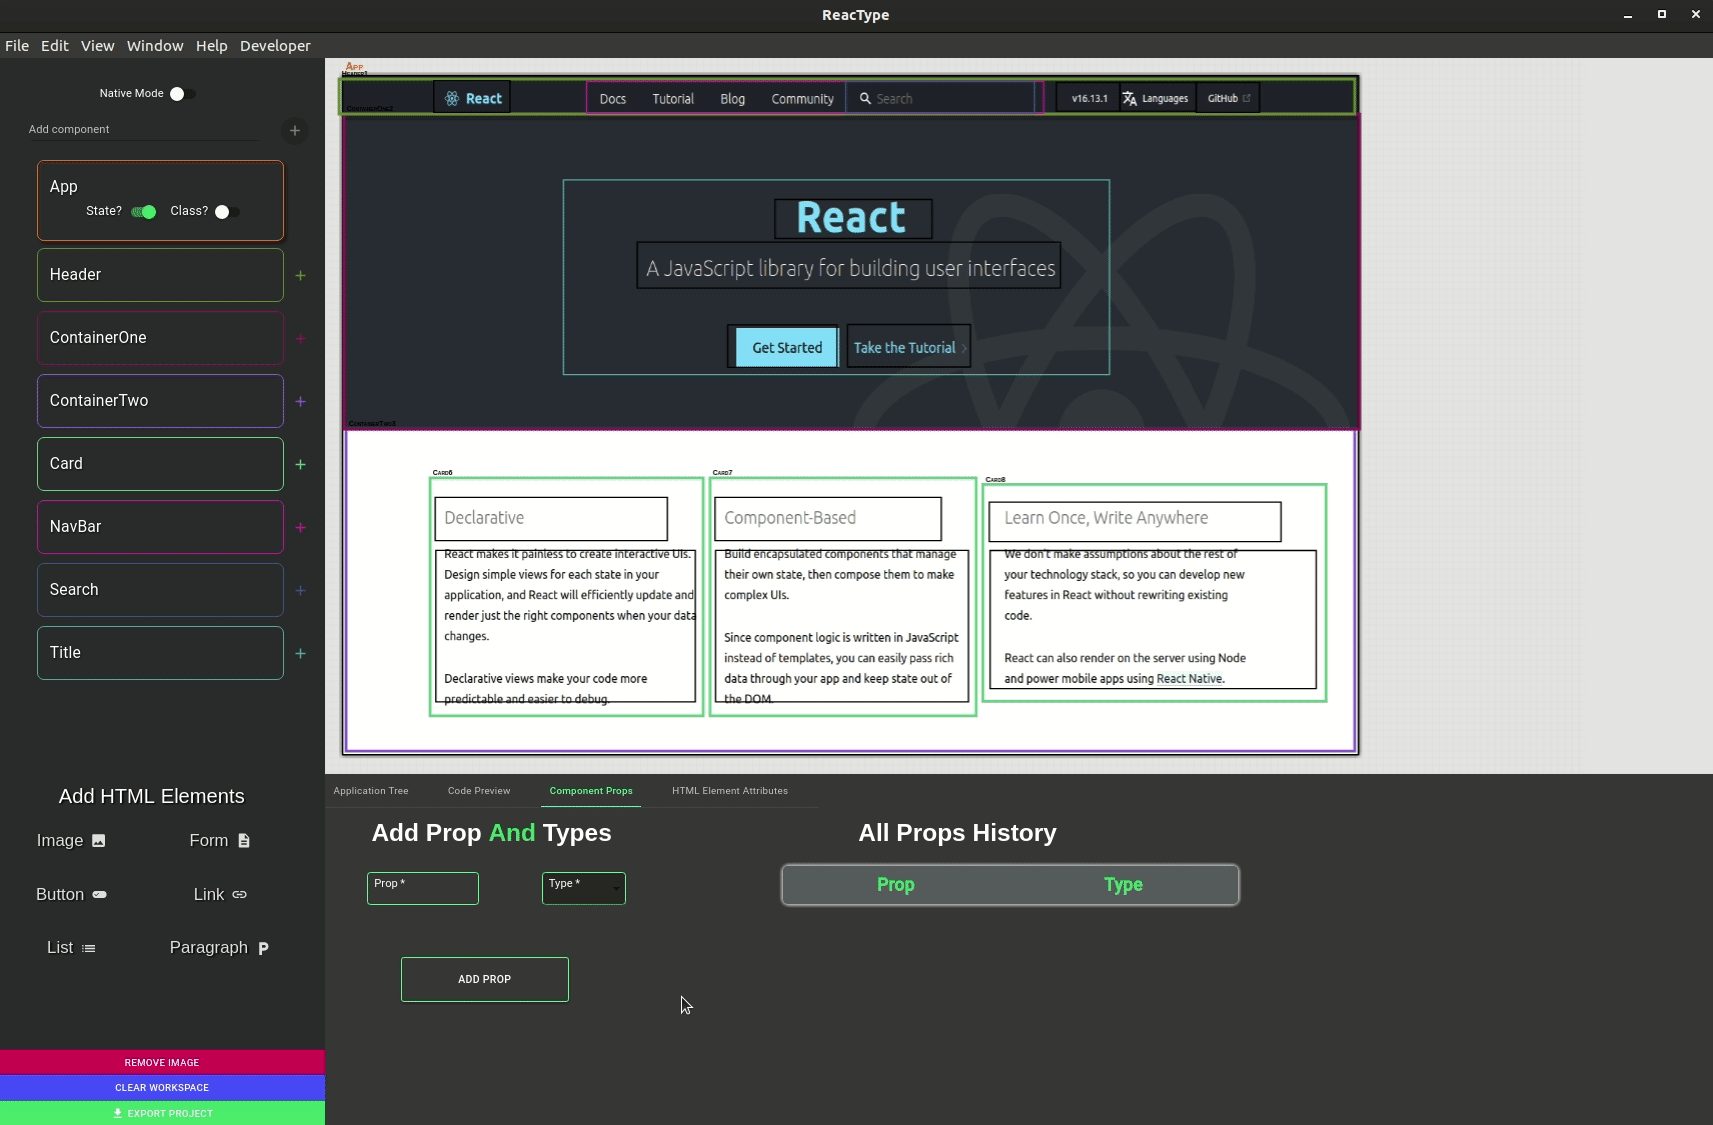 ReacType
File Edit View Window Help Developer
Native Mode
Add component
App
State? Class?
Header
ContainerOne
ContainerTwo
Card
NavBar
Search
Title
Add HTML Elements
Image Form
Button Link
List Paragraph P
REMOVE IMAGE
CLEAR WORKSPACE
EXPORT PROJECT
App
Header1
ContainerOne2
React Docs Tutorial Blog Community Search v16.13.1 Languages GitHub
React
A JavaScript library for building user interfaces
Get Started Take the Tutorial
ContainerTwo3
Card6
Declarative
React makes it painless to create interactive UIs.
Design simple views for each state in your
application, and React will efficiently update and
render just the right components when your data
changes.
Declarative views make your code more
predictable and easier to debug.
Card7
Component-Based
Build encapsulated components that manage
their own state, then compose them to make
complex UIs.
Since component logic is written in JavaScript
instead of templates, you can easily pass rich
data through your app and keep state out of
the DOM.
Card8
Learn Once, Write Anywhere
We don't make assumptions about the rest of
your technology stack, so you can develop new
features in React without rewriting existing
code.
React can also render on the server using Node
and power mobile apps using React Native.
Application Tree Code Preview Component Props HTML Element Attributes
Add Prop And Types
Prop * Type *
ADD PROP
All Props History
Prop Type